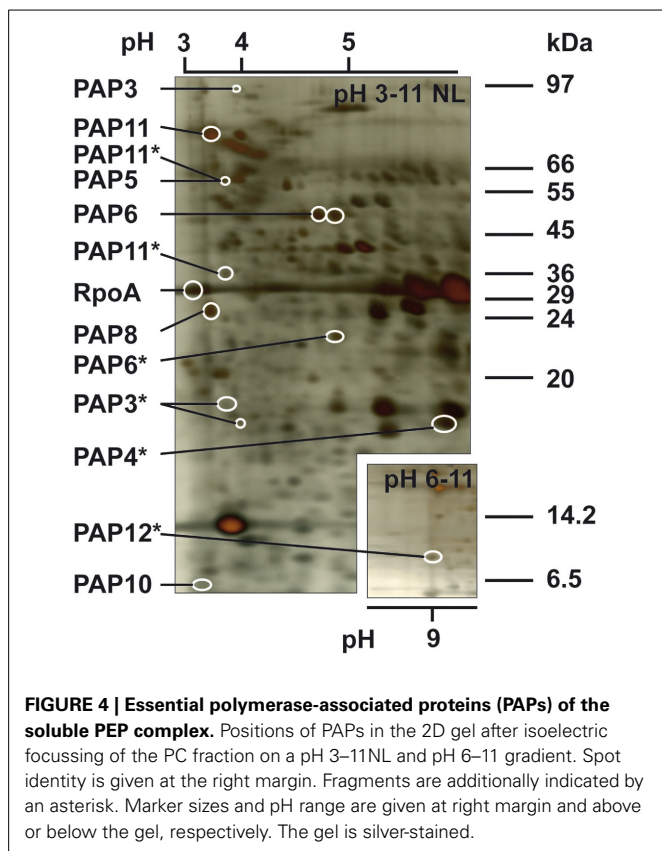 pH 3 4 5 kDa
pH 3-11 NL
PAP3
97
PAP11
PAP11*
66
PAP5
55
PAP6
45
PAP11*
36
RpoA
29
PAP8
24
PAP6*
20
PAP3*
PAP4*
pH 6-11
14.2
PAP12*
PAP10
6.5
pH 9
FIGURE 4 | Essential polymerase-associated proteins (PAPs) of the
soluble PEP complex. Positions of PAPs in the 2D gel after isoelectric
focussing of the PC fraction on a pH 3–11NL and pH 6–11 gradient. Spot
identity is given at the right margin. Fragments are additionally indicated by
an asterisk. Marker sizes and pH range are given at right margin and above
or below the gel, respectively. The gel is silver-stained.